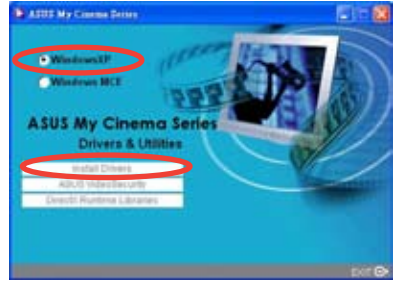 ASUS My Cinema Series
WindowsXP
Windows MCE
ASUS My Cinema Series
Drivers & Utilities
Install Drivers
ASUS VideoSecurity
DirectX Runtime Libraries
EXIT